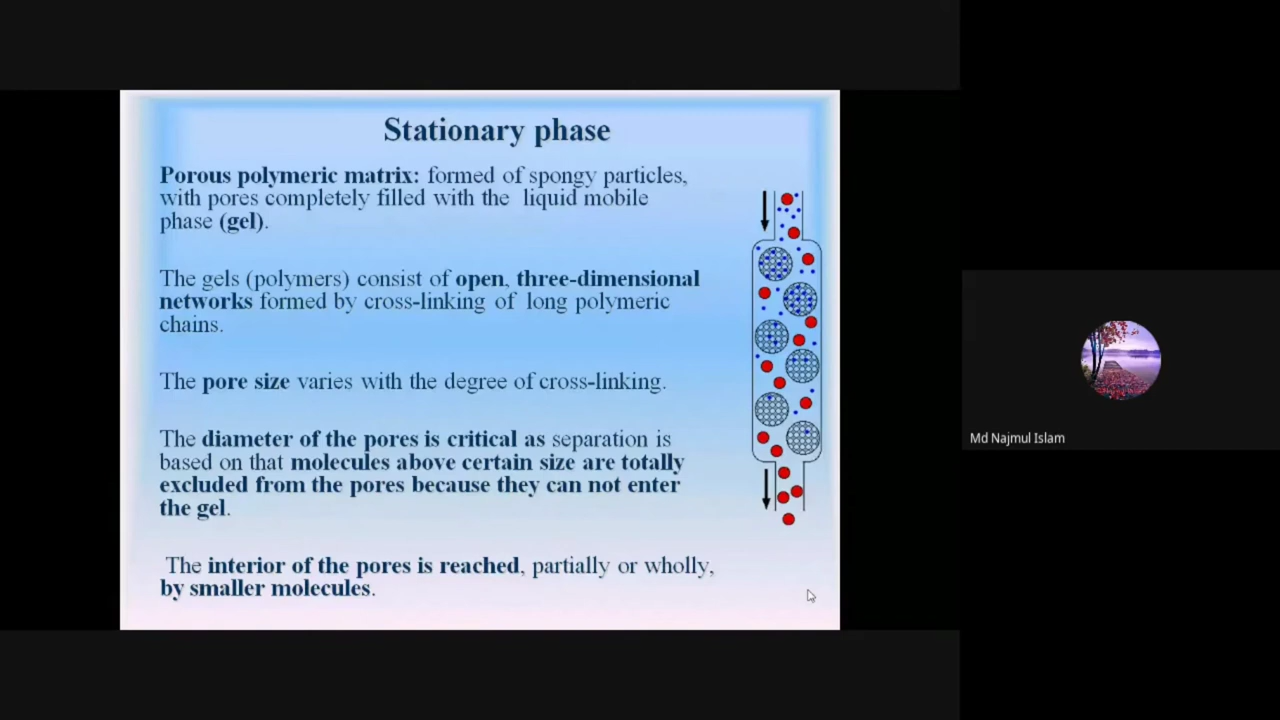 Stationary phase
Porous polymeric matrix: formed of spongy particles,
with pores completely filled with the liquid mobile
phase (gel).
The gels (polymers) consist of open, three-dimensional
networks formed by cross-linking of long polymeric
chains.
The pore size varies with the degree of cross-linking.
The diameter of the pores is critical as separation is
based on that molecules above certain size are totally
excluded from the pores because they can not enter
the gel.
The interior of the pores is reached, partially or wholly,
by smaller molecules.
Md Najmul Islam